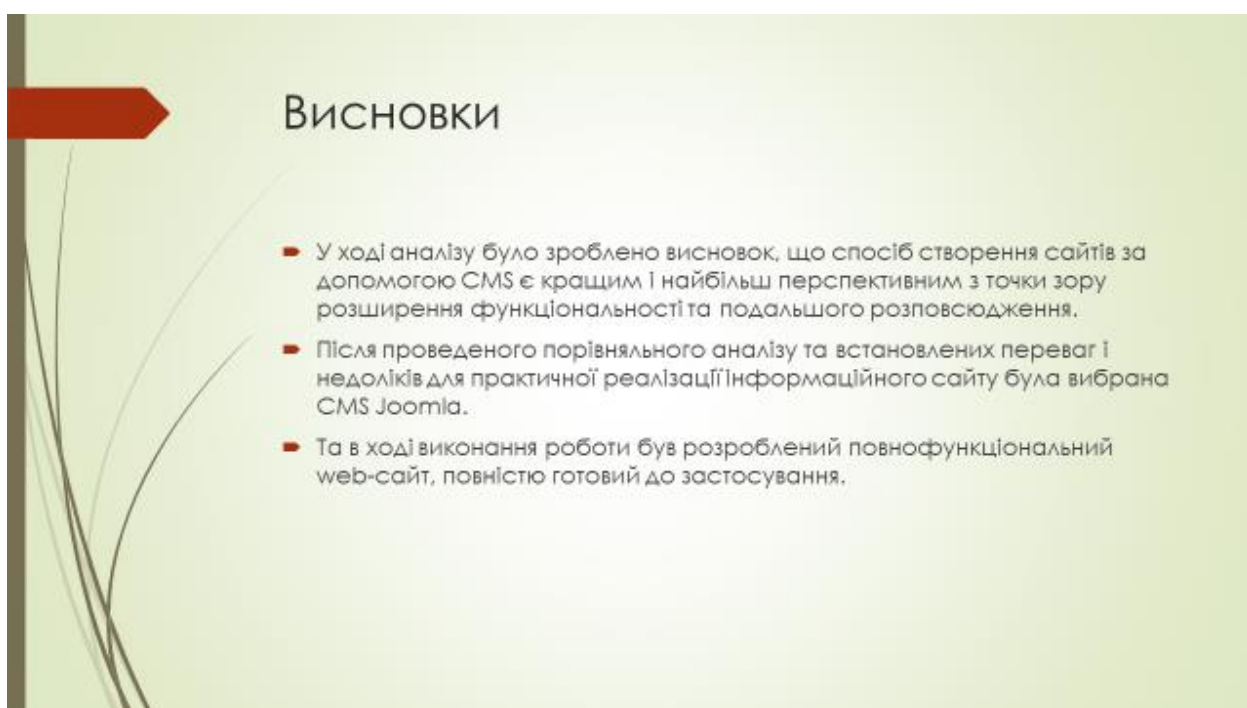 Висновки
У ході аналізу було зроблено висновок, що спосіб створення сайтів за
допомогою CMS є кращим і найбільш перспективним з точки зору
розширення функціональності та подальшого розповсюдження.
Після проведеного порівняльного аналізу та встановлених переваг і
недоліків для практичної реалізації інформаційного сайту була вибрана
CMS Joomla.
Та в ході виконання роботи був розроблений повнофункціональний
web-сайт, повністю готовий до застосування.